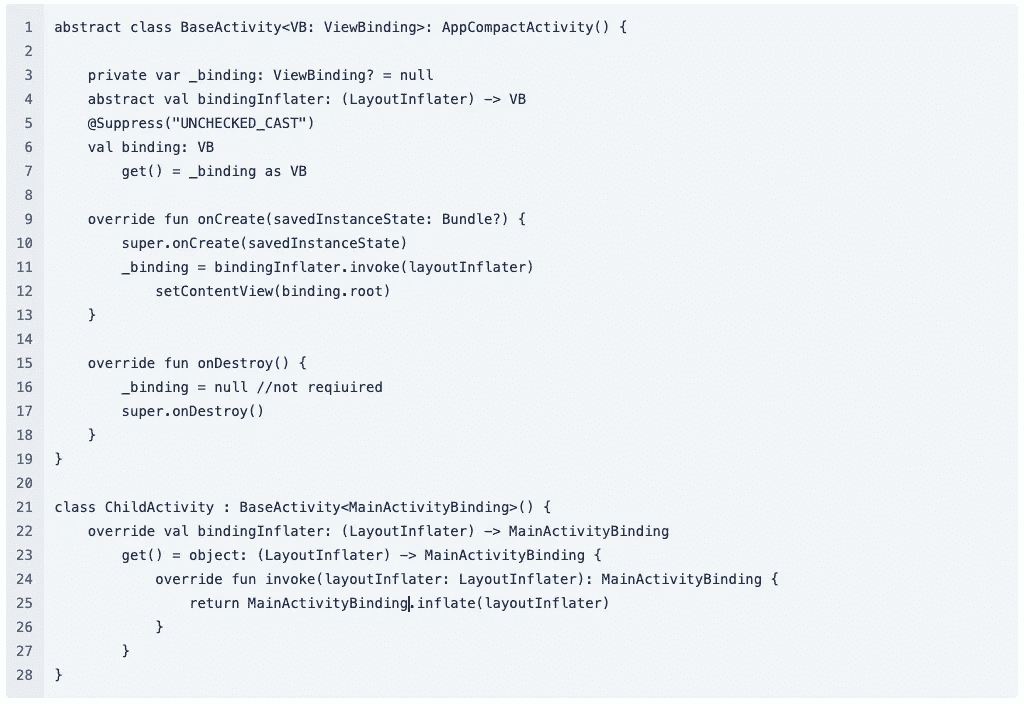 1 abstract class BaseActivity<VB: ViewBinding>: AppCompactActivity() {
2
3     private var _binding: ViewBinding? = null
4     abstract val bindingInflater: (LayoutInflater) -> VB
5     @Suppress("UNCHECKED_CAST")
6     val binding: VB
7         get() = _binding as VB
8
9     override fun onCreate(savedInstanceState: Bundle?) {
10         super.onCreate(savedInstanceState)
11         _binding = bindingInflater.invoke(layoutInflater)
12             setContentView(binding.root)
13     }
14
15     override fun onDestroy() {
16         _binding = null //not reqiuired
17         super.onDestroy()
18     }
19 }
20
21 class ChildActivity : BaseActivity<MainActivityBinding>() {
22     override val bindingInflater: (LayoutInflater) -> MainActivityBinding
23         get() = object: (LayoutInflater) -> MainActivityBinding {
24             override fun invoke(layoutInflater: LayoutInflater): MainActivityBinding {
25                 return MainActivityBinding.inflate(layoutInflater)
26             }
27         }
28 }